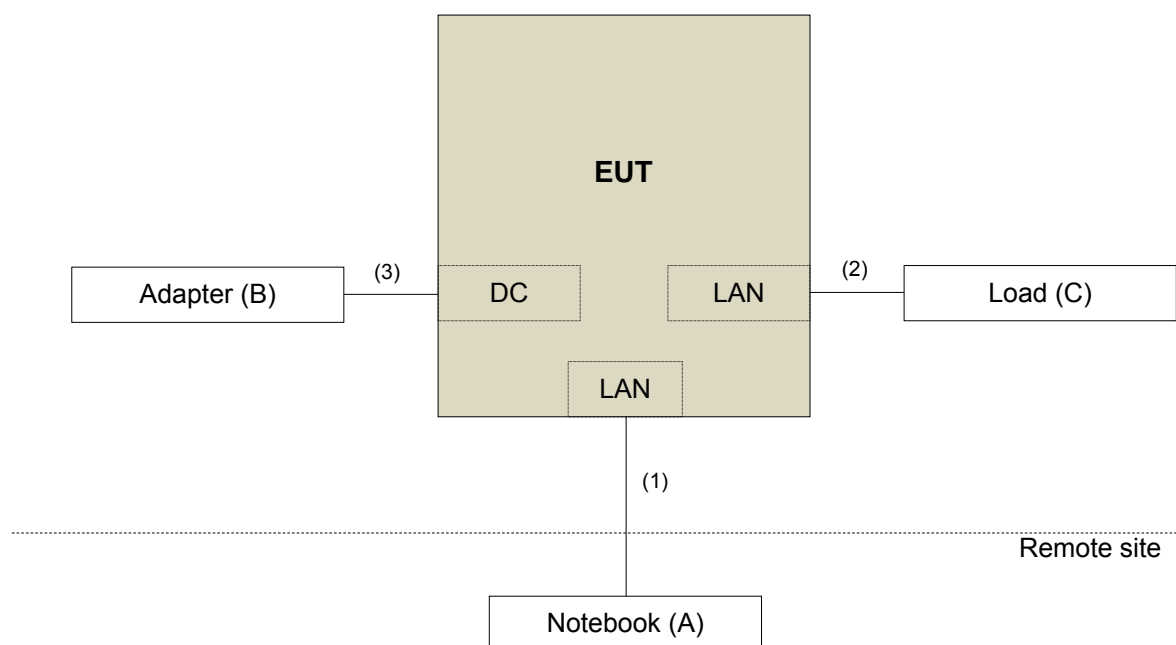 EUT
(3)
(2)
Adapter (B)
DC
LAN
Load (C)
LAN
(1)
Remote site
Notebook (A)